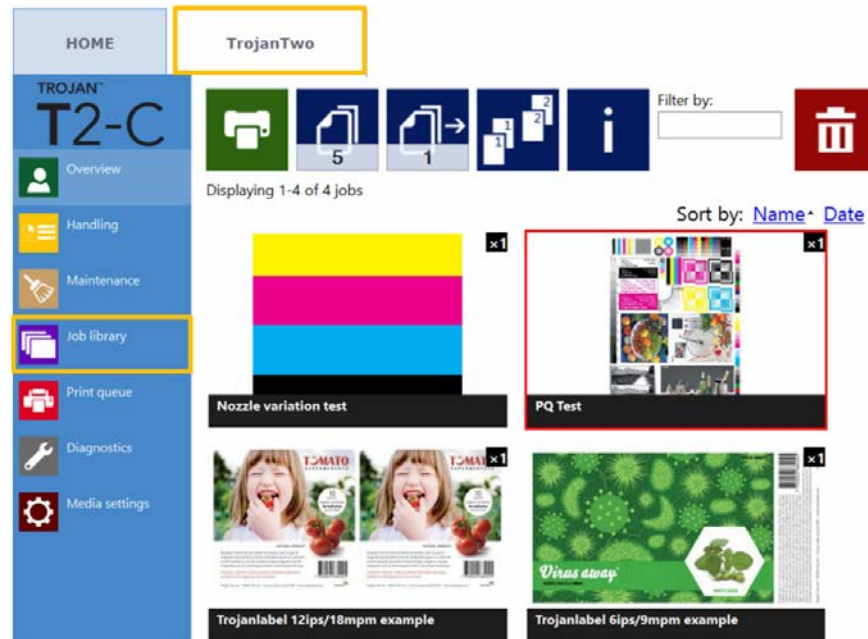 HOME
TrojanTwo
TROJAN™
T2-C
Overview
Handling
Maintenance
Job library
Print queue
Diagnostics
Media settings
5
1
1
1
2
2
i
Filter by:
Displaying 1-4 of 4 jobs
Sort by: Name Date
×1
Nozzle variation test
×1
PQ Test
×1
TOMATO
SUPERMERCATO
TOMATO
SUPERMERCATO
Trojanlabel 12ips/18mpm example
×1
Virus away
Trojanlabel 6ips/9mpm example